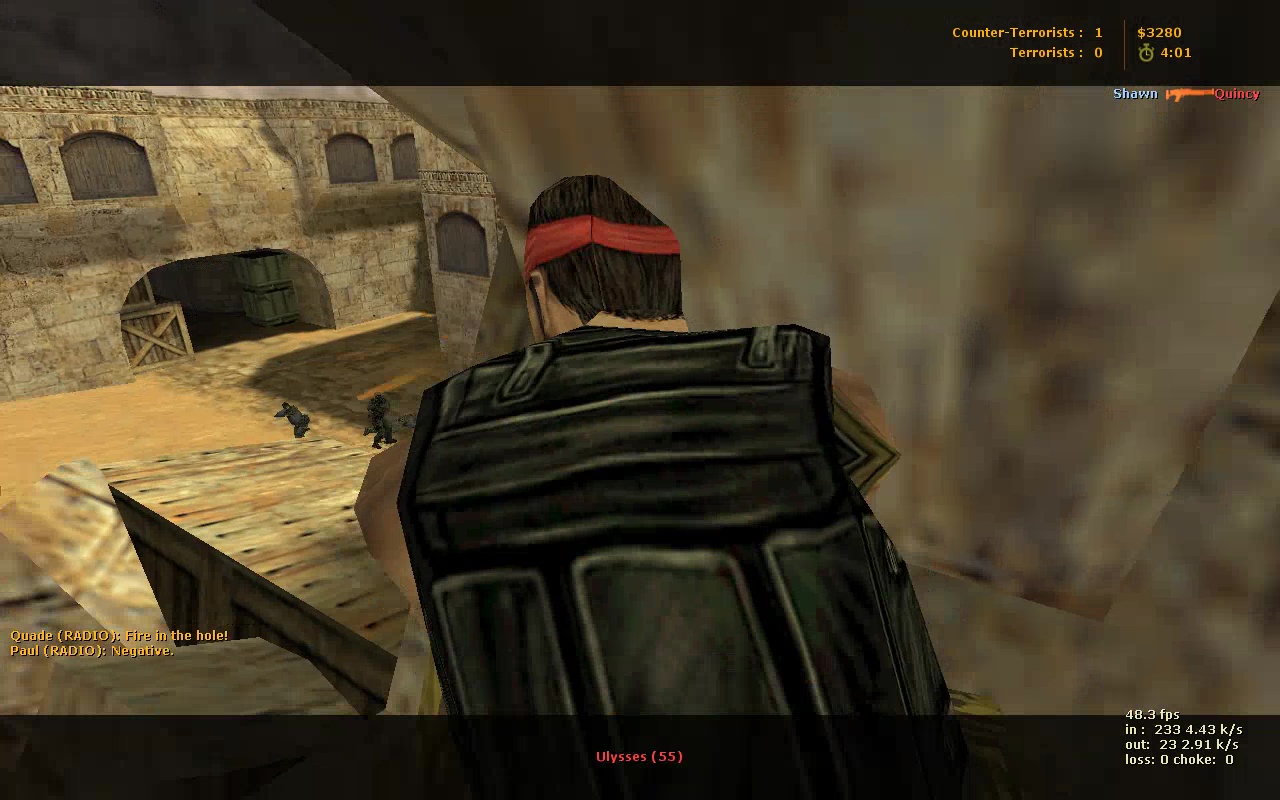 Counter-Terrorists : 1 $3280
Terrorists : 0 4:01
Shawn Quincy
Quade (RADIO): Fire in the hole!
Paul (RADIO): Negative.
48.3 fps
in : 233 4.43 k/s
out: 23 2.91 k/s
loss: 0 choke: 0
Ulysses (55)